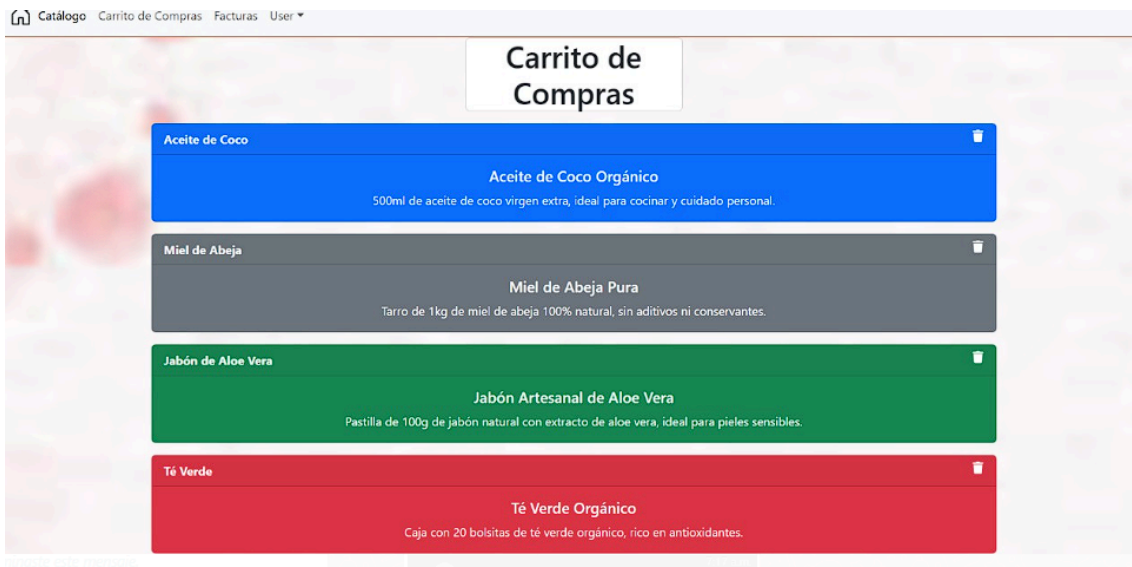 Catálogo Carrito de Compras Facturas User
Carrito de
Compras
Aceite de Coco
Aceite de Coco Orgánico
500ml de aceite de coco virgen extra, ideal para cocinar y cuidado personal.
Miel de Abeja
Miel de Abeja Pura
Tarro de 1kg de miel de abeja 100% natural, sin aditivos ni conservantes.
Jabón de Aloe Vera
Jabón Artesanal de Aloe Vera
Pastilla de 100g de jabón natural con extracto de aloe vera, ideal para pieles sensibles.
Té Verde
Té Verde Orgánico
Caja con 20 bolsitas de té verde orgánico, rico en antioxidantes.